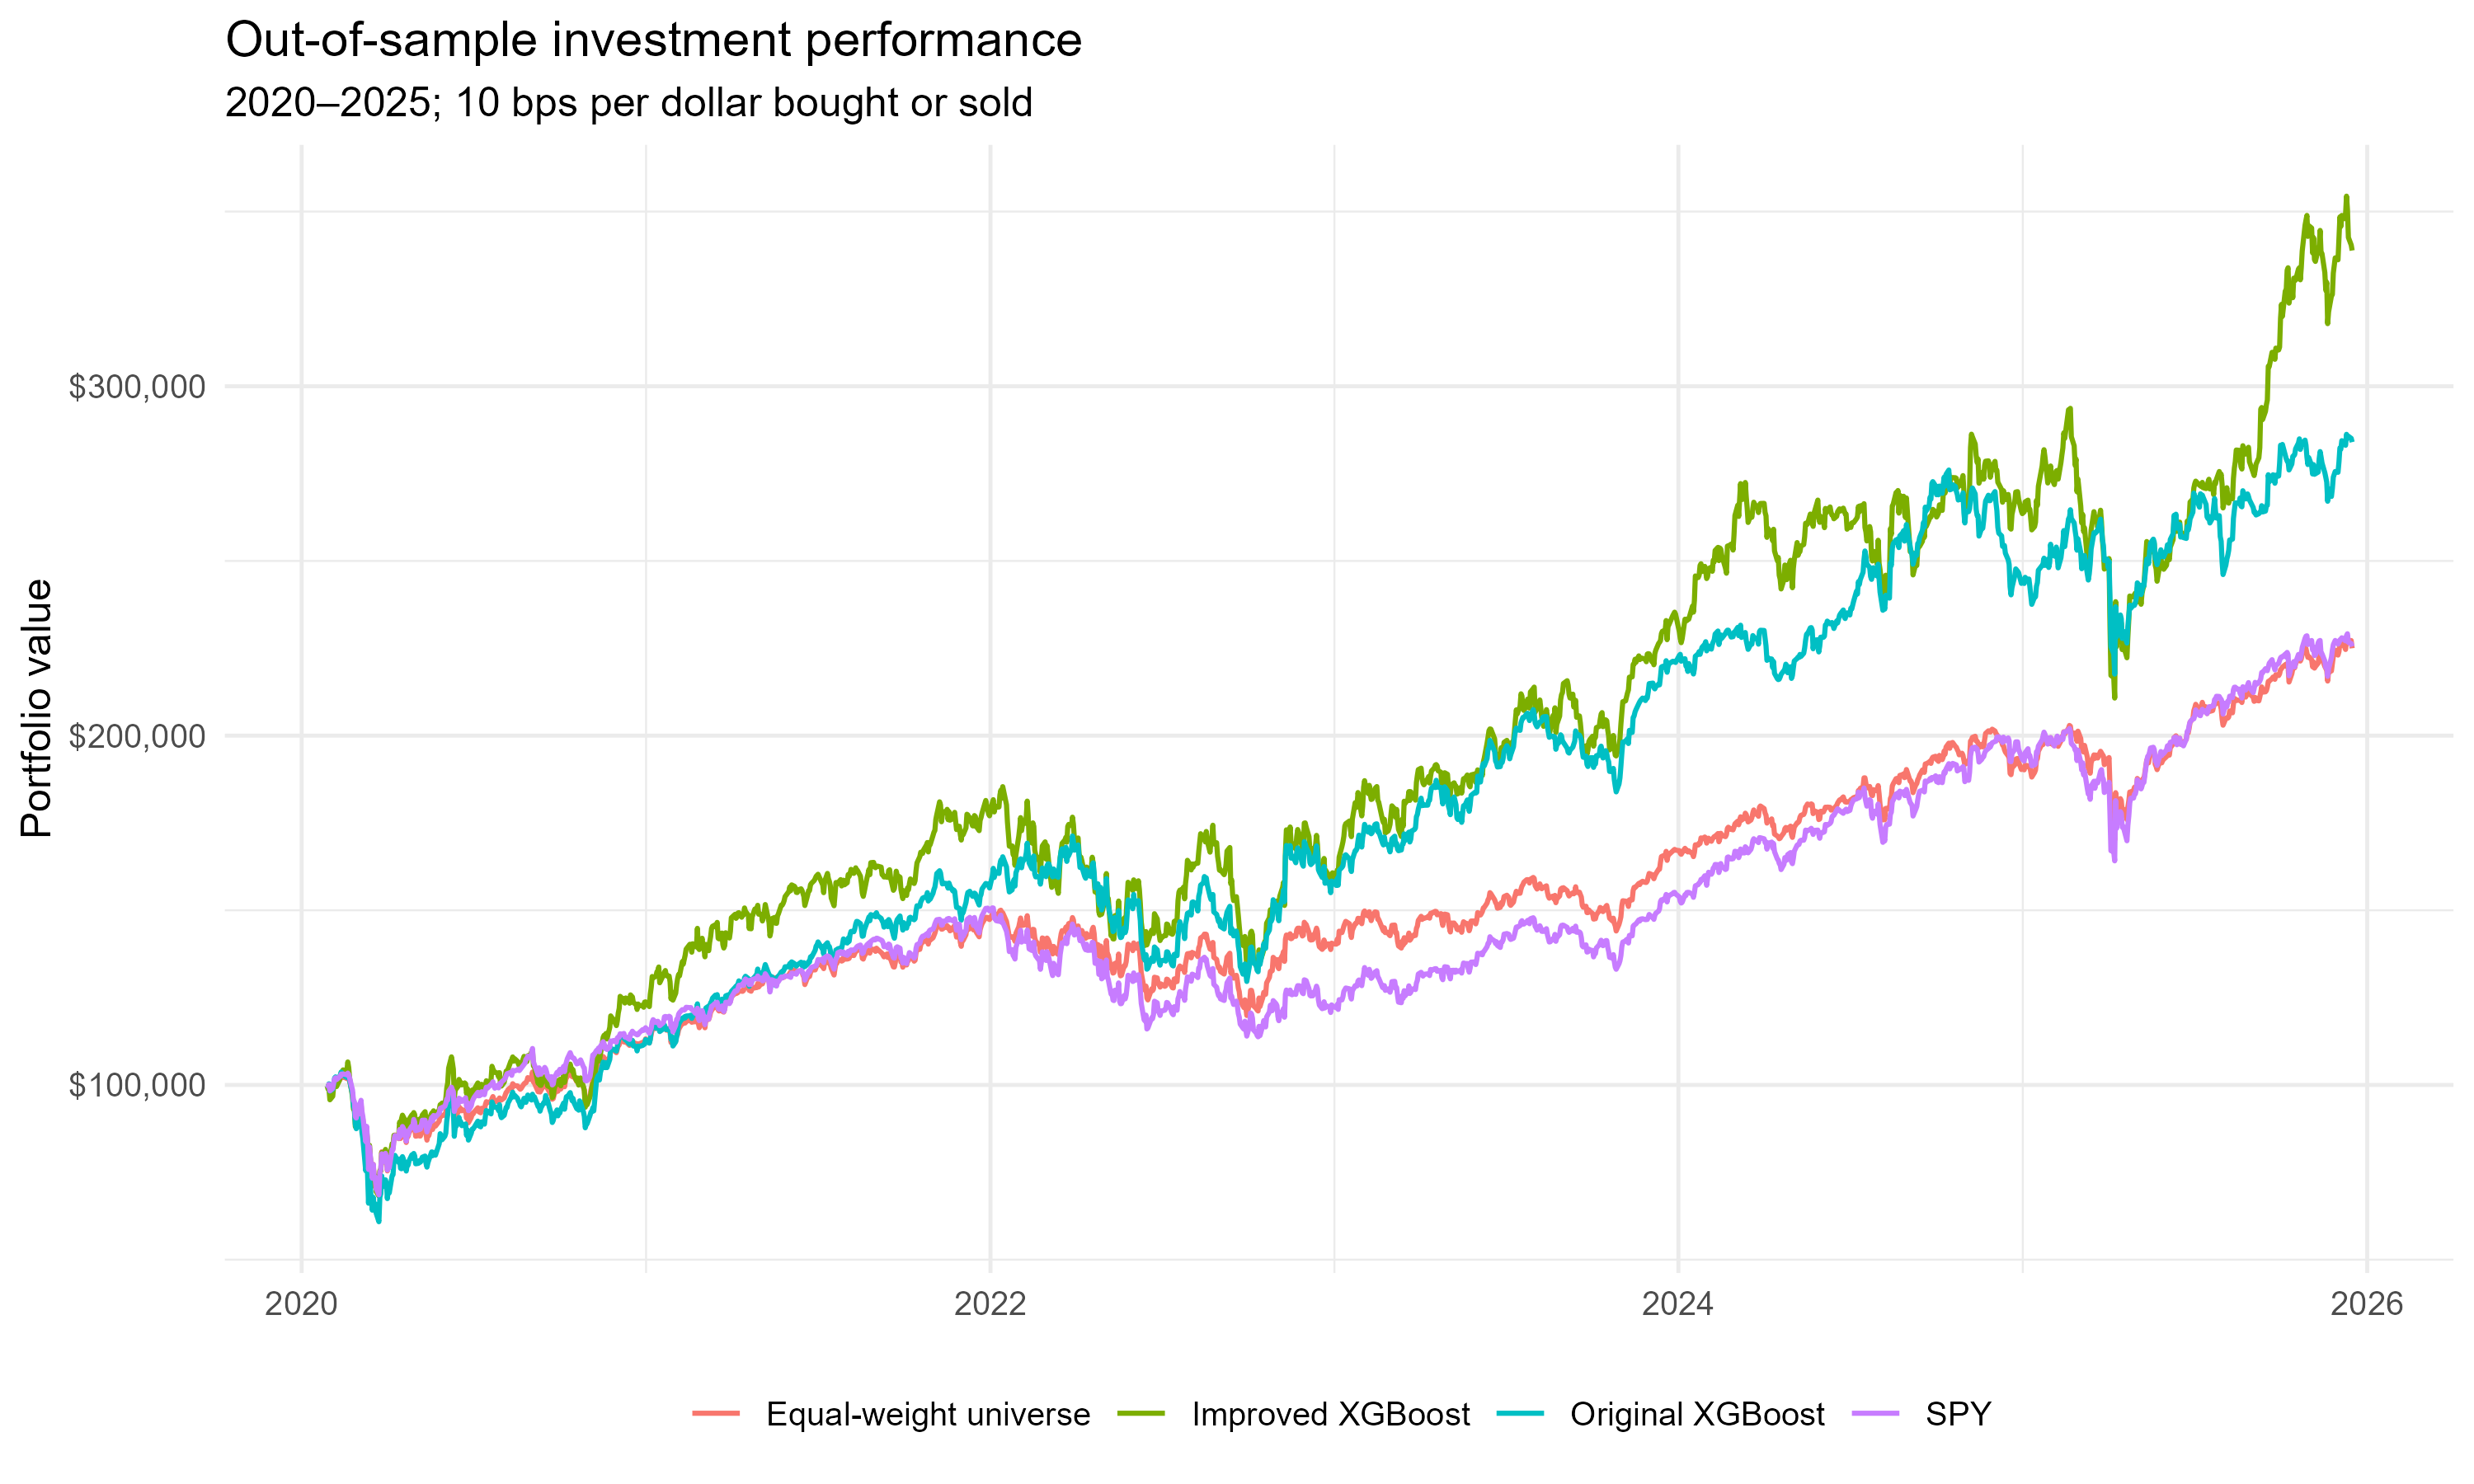 Out-of-sample investment performance
2020–2025; 10 bps per dollar bought or sold
Portfolio value
$300,000
$200,000
$100,000
2020 2022 2024 2026
Equal-weight universe Improved XGBoost Original XGBoost SPY